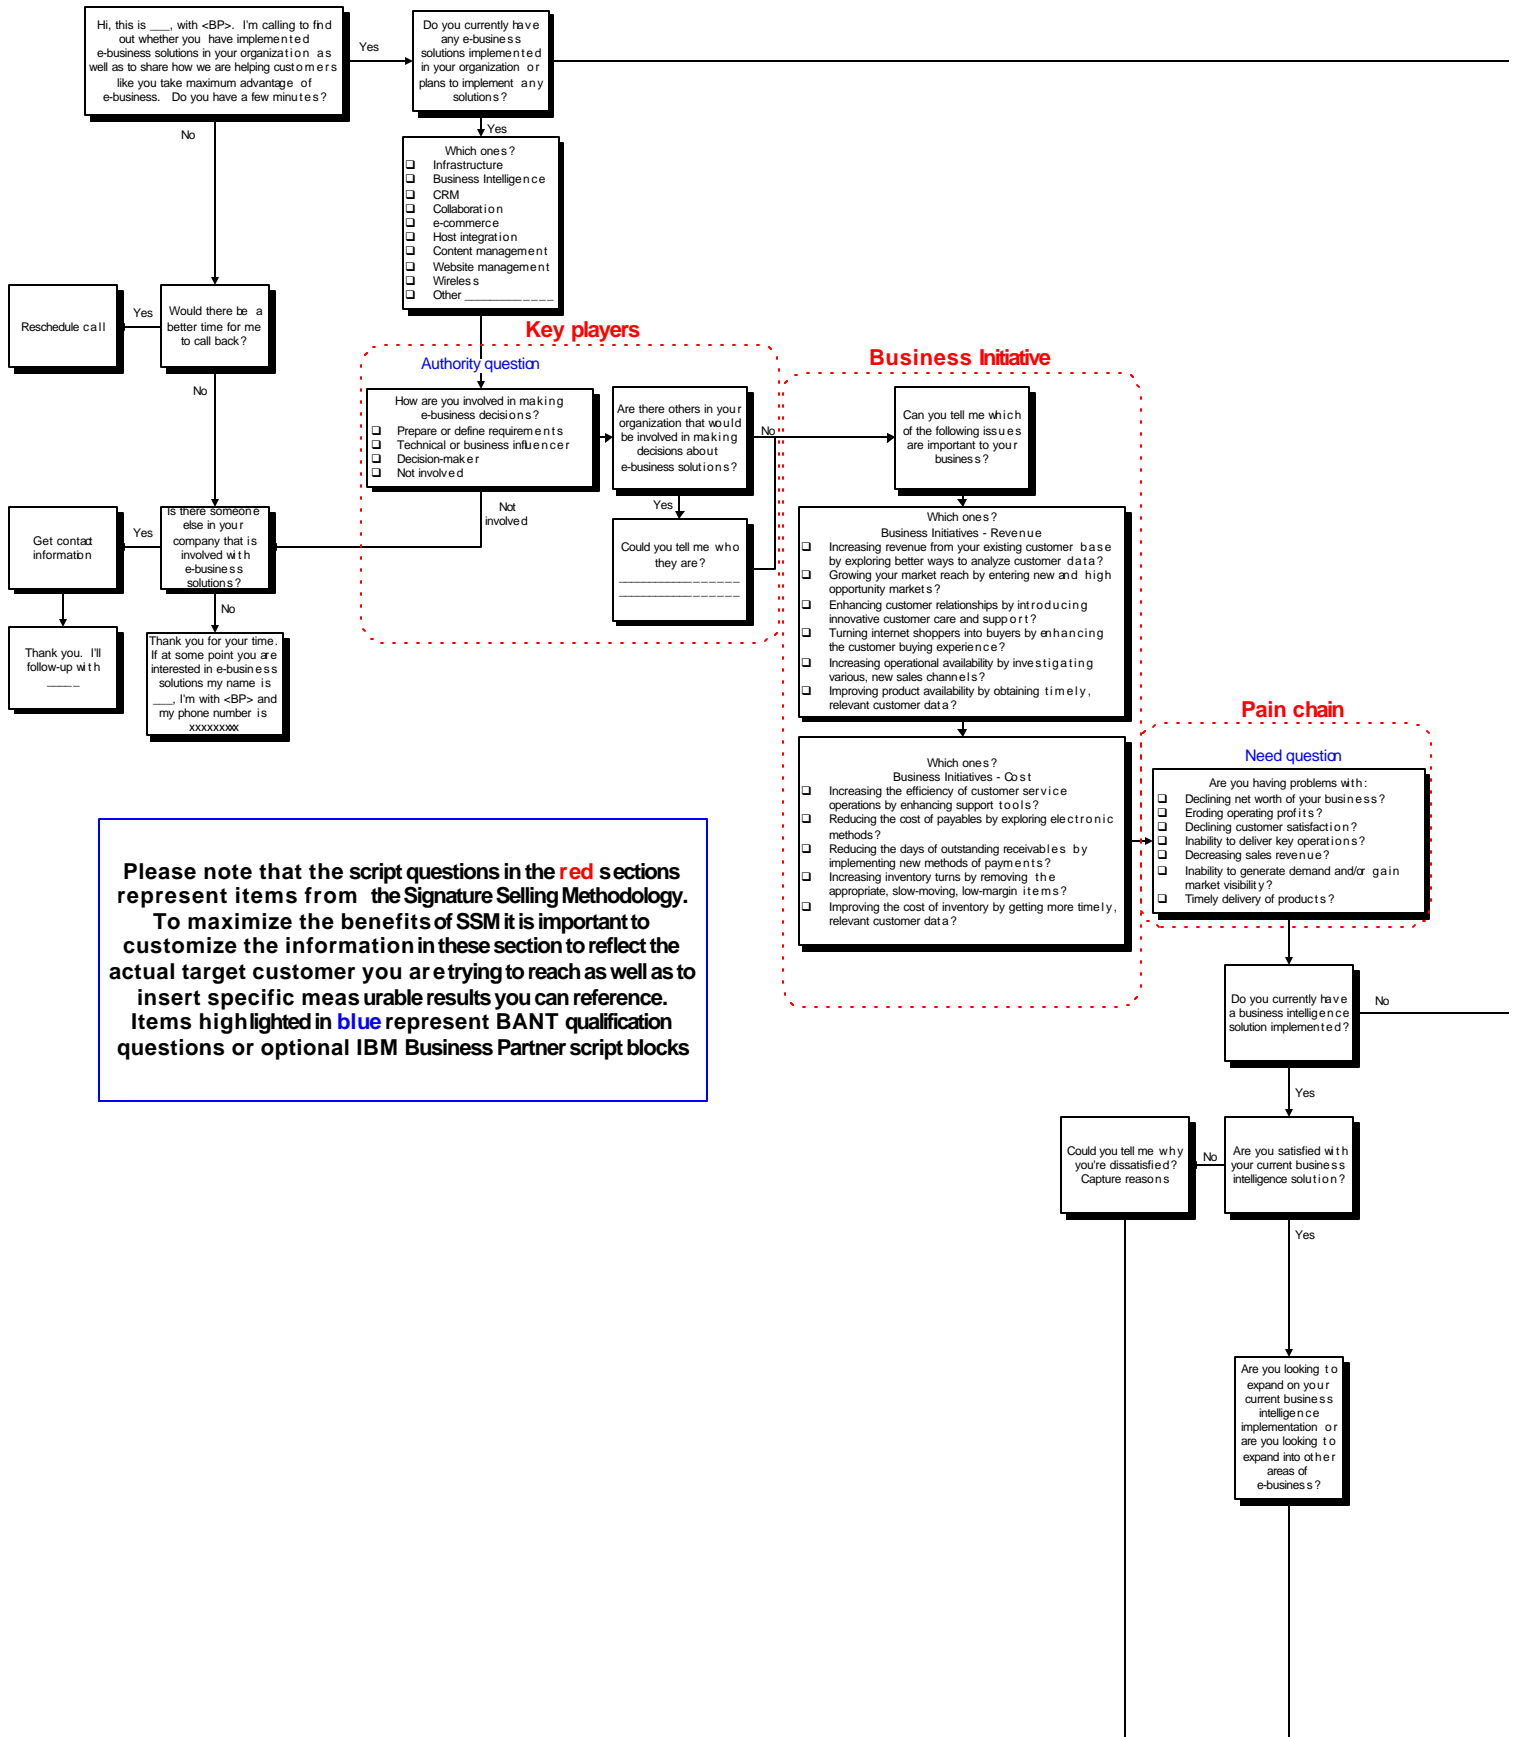 Hi, this is ___, with <BP>. I'm calling to find
out whether you have implemented
e-business solutions in your organization as
well as to share how we are helping customers
like you take maximum advantage of
e-business. Do you have a few minutes?
Yes
Do you currently have
any e-business
solutions implemented
in your organization or
plans to implement any
solutions?
No
Yes
Which ones?
❑ Infrastructure
❑ Business Intelligence
❑ CRM
❑ Collaboration
❑ e-commerce
❑ Host integration
❑ Content management
❑ Website management
❑ Wireless
❑ Other ______________
Reschedule call
Yes
Would there be a
better time for me
to call back?
No
Key players
Authority question
How are you involved in making
e-business decisions?
❑ Prepare or define requirements
❑ Technical or business influencer
❑ Decision-maker
❑ Not involved
Are there others in your
organization that would
be involved in making
decisions about
e-business solutions?
No
Not
involved
Yes
Could you tell me who
they are?
____________________
____________________
Get contact
information
Yes
Is there someone
else in your
company that is
involved with
e-business
solutions?
No
Thank you. I'll
follow-up with
_____
Thank you for your time.
If at some point you are
interested in e-business
solutions my name is
___, I'm with <BP> and
my phone number is
xxxxxxxxx
Business Initiative
Can you tell me which
of the following issues
are important to your
business?
Which ones?
Business Initiatives - Revenue
❑ Increasing revenue from your existing customer base
by exploring better ways to analyze customer data?
❑ Growing your market reach by entering new and high
opportunity markets?
❑ Enhancing customer relationships by introducing
innovative customer care and support?
❑ Turning internet shoppers into buyers by enhancing
the customer buying experience?
❑ Increasing operational availability by investigating
various, new sales channels?
❑ Improving product availability by obtaining timely,
relevant customer data?
Which ones?
Business Initiatives - Cost
❑ Increasing the efficiency of customer service
operations by enhancing support tools?
❑ Reducing the cost of payables by exploring electronic
methods?
❑ Reducing the days of outstanding receivables by
implementing new methods of payments?
❑ Increasing inventory turns by removing the
appropriate, slow-moving, low-margin items?
❑ Improving the cost of inventory by getting more timely,
relevant customer data?
Pain chain
Need question
Are you having problems with:
❑ Declining net worth of your business?
❑ Eroding operating profits?
❑ Declining customer satisfaction?
❑ Inability to deliver key operations?
❑ Decreasing sales revenue?
❑ Inability to generate demand and/or gain
market visibility?
❑ Timely delivery of products?
Please note that the script questions in the red sections
represent items from the Signature Selling Methodology.
To maximize the benefits of SSM it is important to
customize the information in these section to reflect the
actual target customer you are trying to reach as well as to
insert specific measurable results you can reference.
Items highlighted in blue represent BANT qualification
questions or optional IBM Business Partner script blocks
Do you currently have
a business intelligence
solution implemented?
No
Yes
Could you tell me why
you're dissatisfied?
Capture reasons
No
Are you satisfied with
your current business
intelligence solution?
Yes
Are you looking to
expand on your
current business
intelligence
implementation or
are you looking to
expand into other
areas of
e-business?